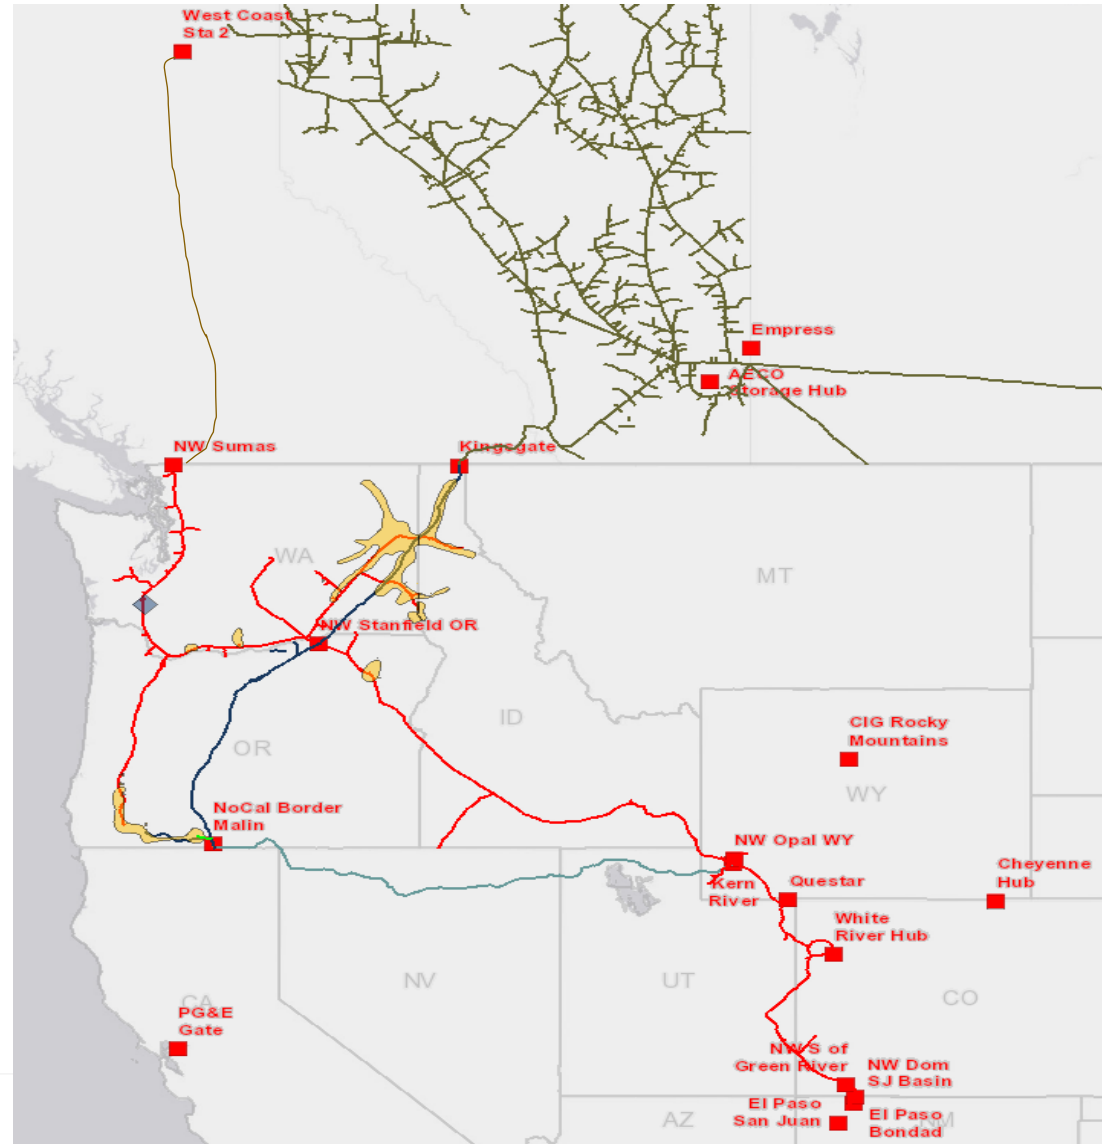 West Coast
Sta 2
Empress
AECO
Storage Hub
NW Sumas
Kingsgate
WA
MT
NW Stanfield OR
ID
OR
CIG Rocky
Mountains
WY
NoCal Border
Malin
NW Opal WY
Kern
River
Questar
Cheyenne
Hub
White
River Hub
NV
UT
CO
CA
PG&E
Gate
NW S of
Green River
NW Dom
SJ Basin
El Paso
San Juan
El Paso
Bondad
AZ
NM